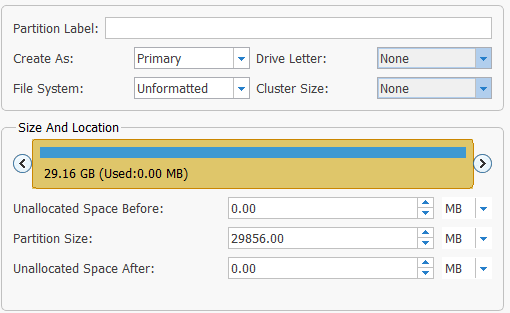 Partition Label:
Create As: Primary Drive Letter: None
File System: Unformatted Cluster Size: None
Size And Location
29.16 GB (Used:0.00 MB)
Unallocated Space Before: 0.00 MB
Partition Size: 29856.00 MB
Unallocated Space After: 0.00 MB